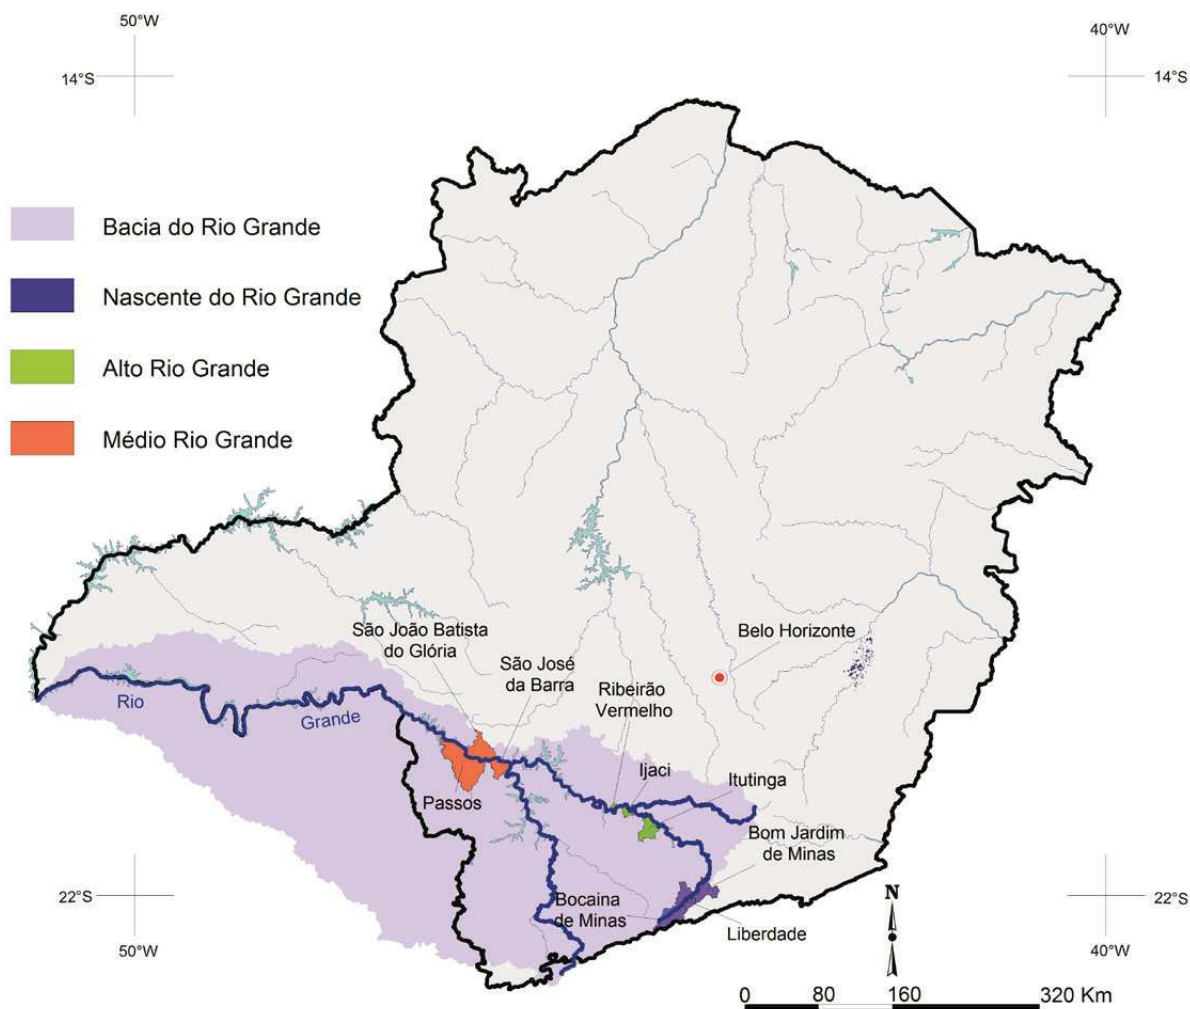 50°W
40°W
14°S
14°S
Bacia do Rio Grande
Nascente do Rio Grande
Alto Rio Grande
Médio Rio Grande
São João Batista
do Glória
São José
da Barra
Ribeirão
Vermelho
Belo Horizonte
Rio
Grande
Ijaci
Itutinga
Passos
Bom Jardim
de Minas
Bocaina
de Minas
Liberdade
22°S
22°S
N
50°W
40°W
0 80 160 320 Km